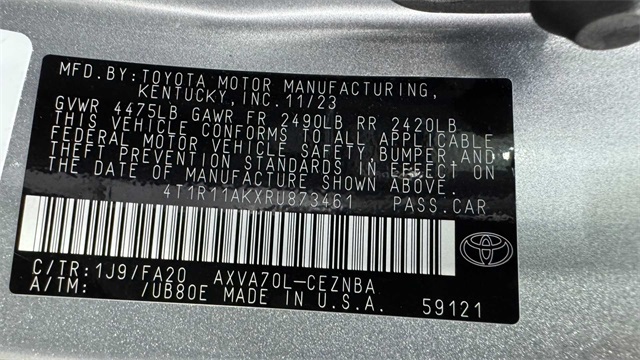 MFD.BY:TOYOTA MOTOR MANUFACTURING,
KENTUCKY,INC.11/23
GVWR 4475LB GAWR FR 2490LB RR 2420LB
THIS VEHICLE CONFORMS TO ALL APPLICABLE
FEDERAL MOTOR VEHICLE SAFETY,BUMPER,AND
THEFT PREVENTION STANDARDS IN EFFECT ON
THE DATE OF MANUFACTURE SHOWN ABOVE.
4T1R11AKXRU873461 PASS.CAR
C/TR:1J9/FA20 AXVA70L-CEZNBA
A/TM: /UB80E MADE IN U.S.A. 59121